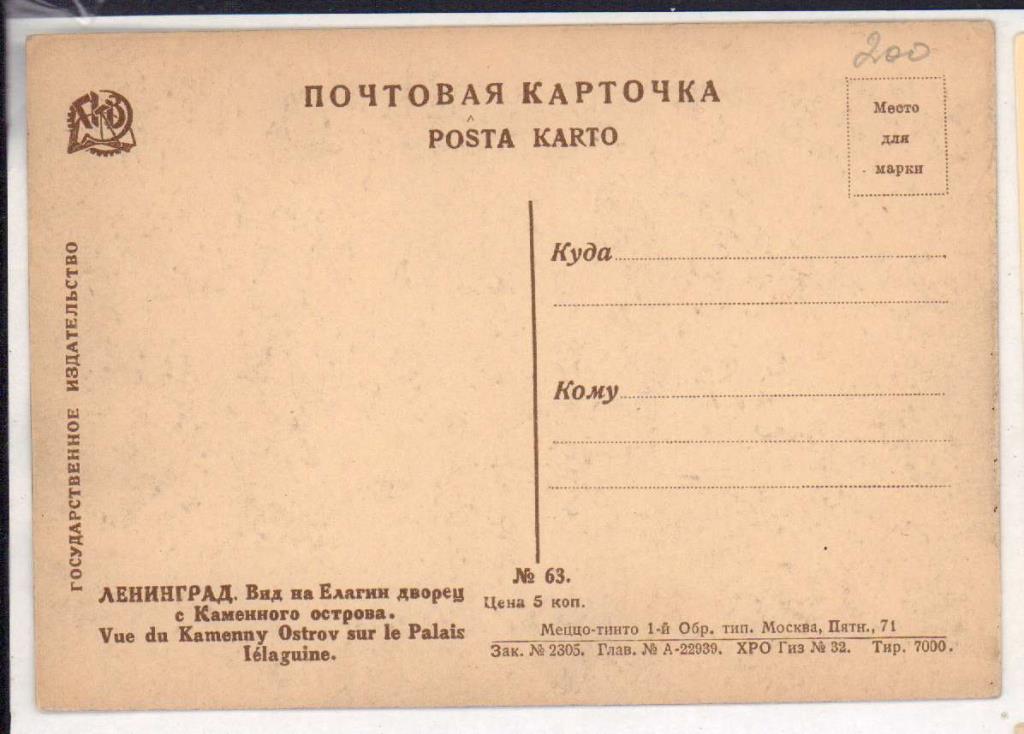 200
ПОЧТОВАЯ КАРТОЧКА
POŜTA KARTO
Место
для
марки
ГОСУДАРСТВЕННОЕ ИЗДАТЕЛЬСТВО
Куда
Кому
ЛЕНИНГРАД. Вид на Елагин дворец
с Каменного острова.
Vue du Kamenny Ostrov sur le Palais
Iélaguine.
№ 63.
Цена 5 коп.
Меццо-тинто 1-й Обр. тип. Москва, Пятн., 71
Зак. № 2305. Глав. № А-22939. ХРО Гиз № 32. Тир. 7000.